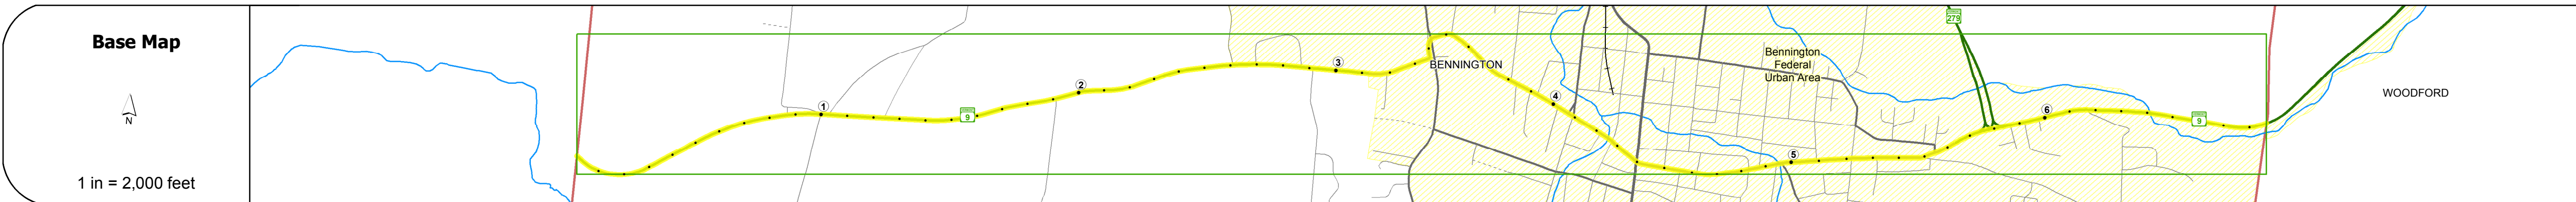 Base Map
N
1 in = 2,000 feet
1
9
2
3
BENNINGTON
4
Bennington
Federal
Urban Area
5
279
6
9
WOODFORD